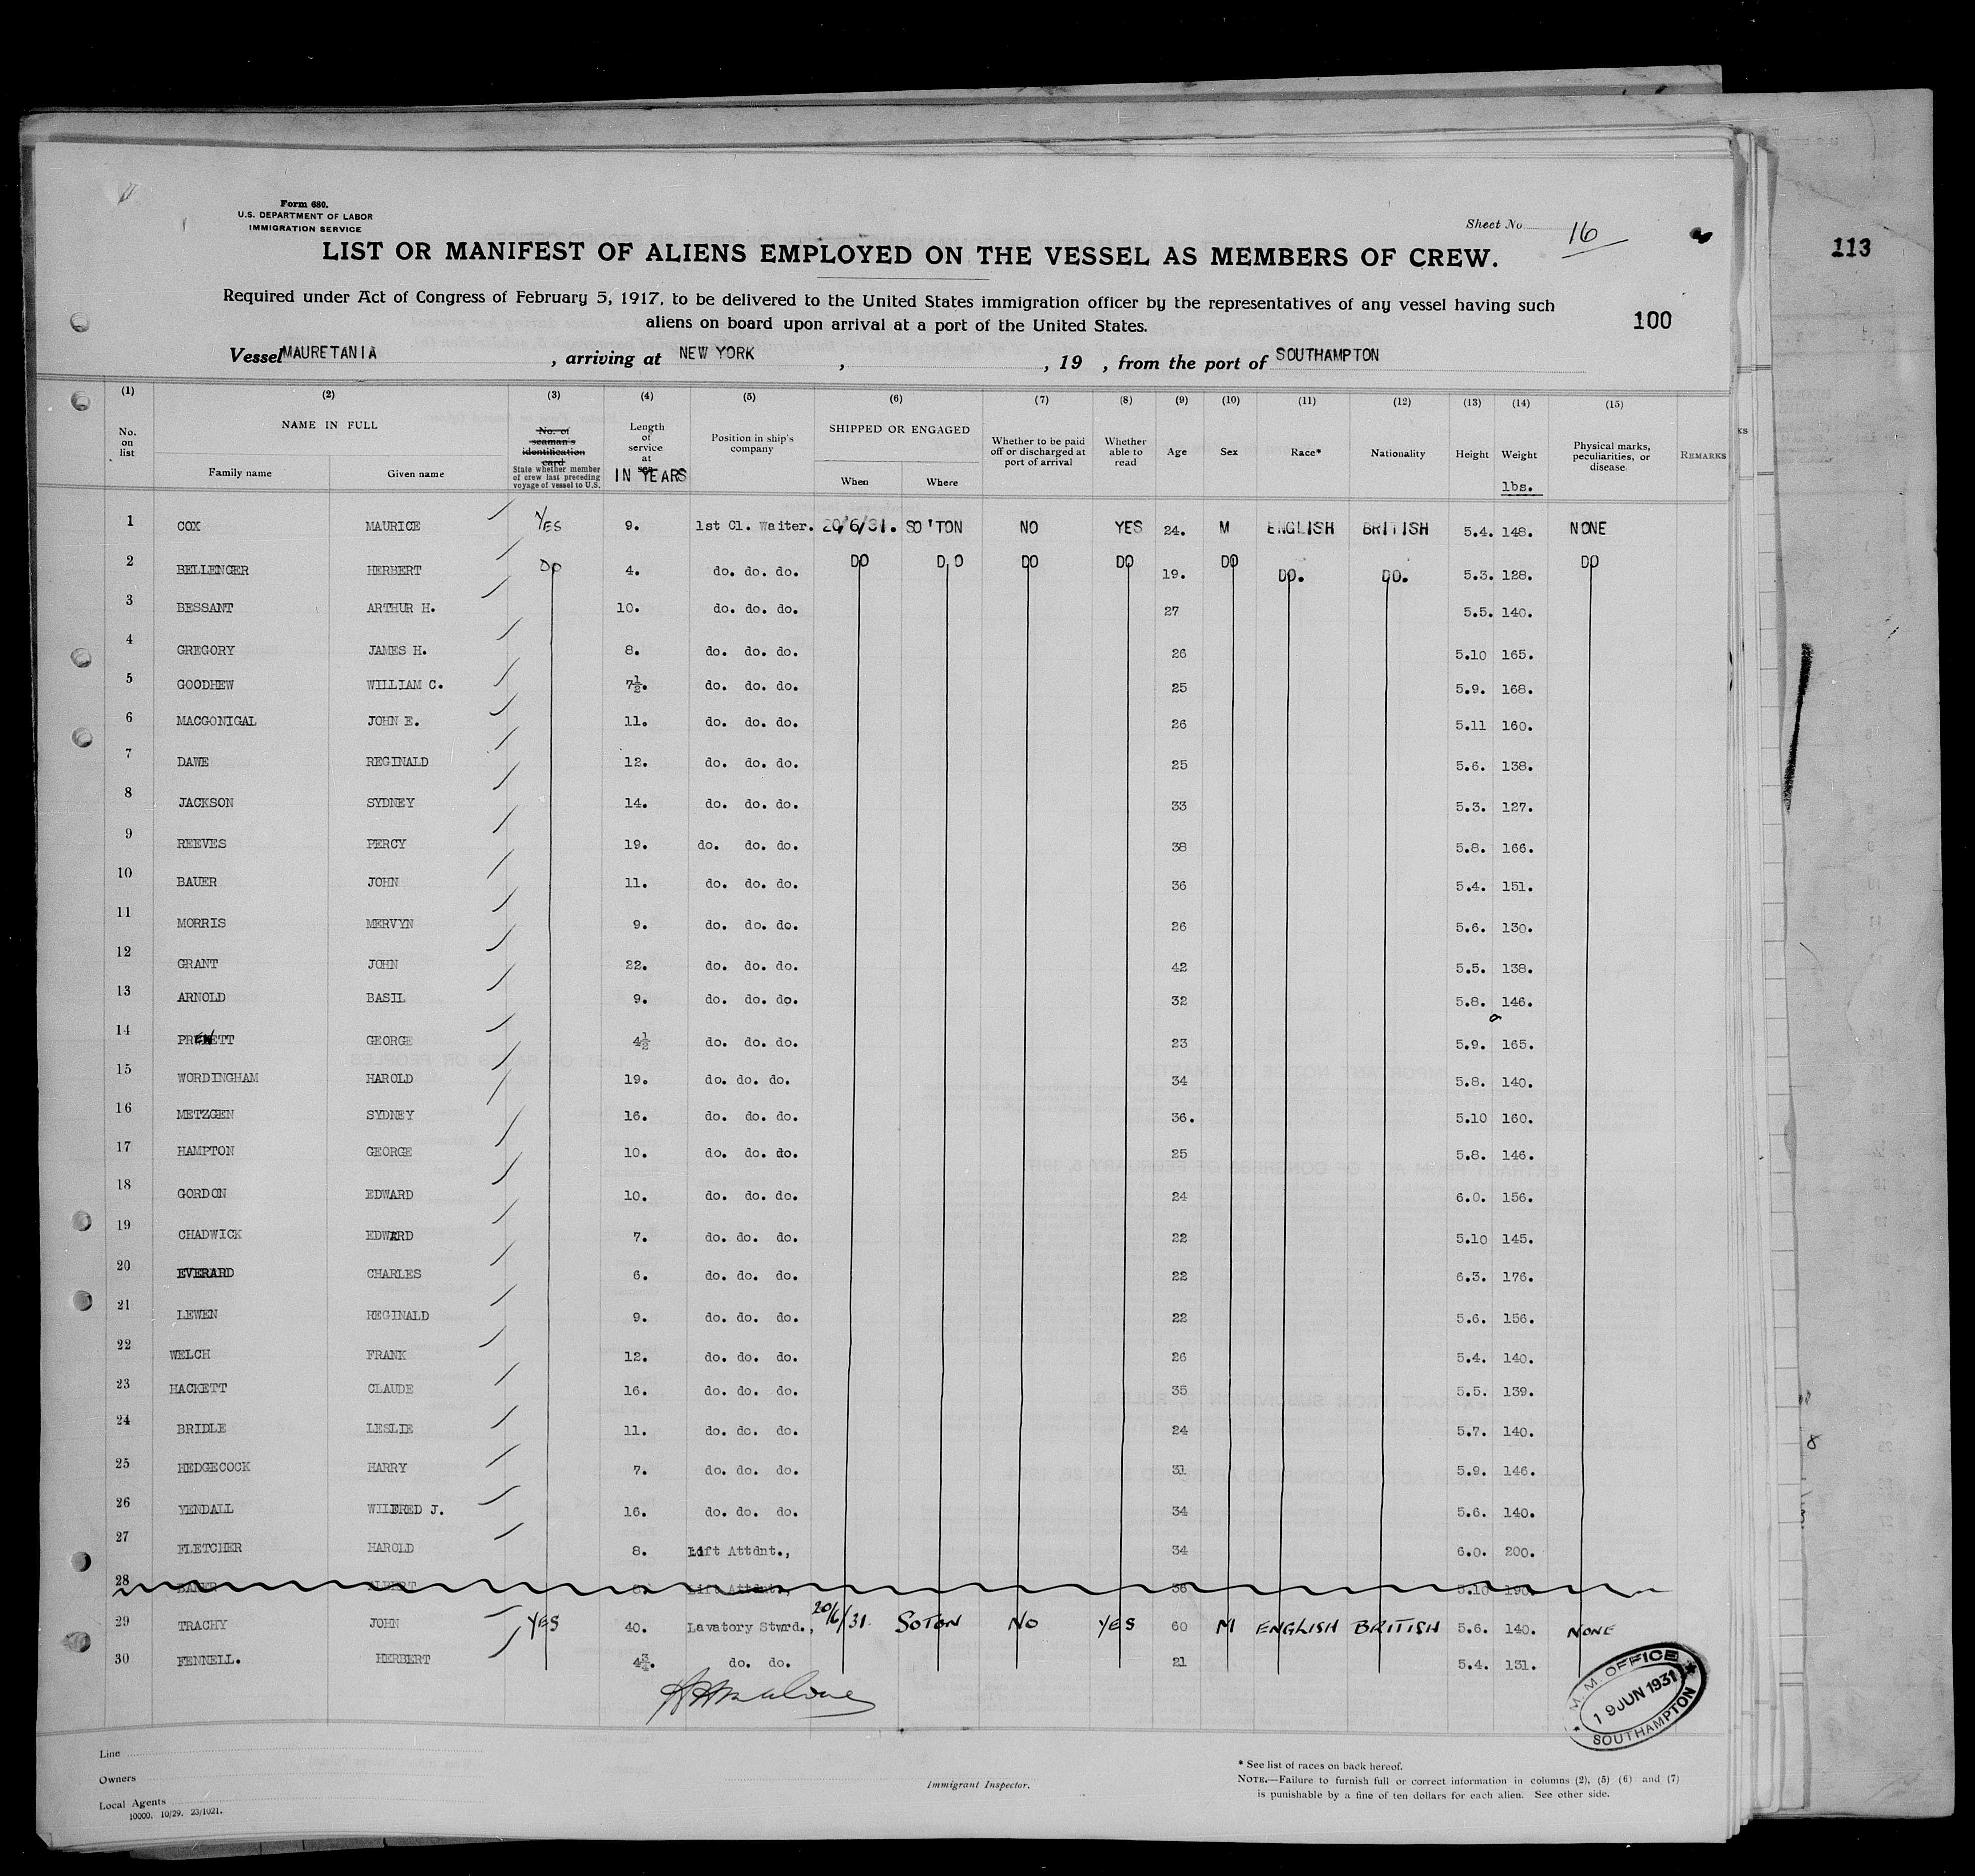 Form 680.
U.S. DEPARTMENT OF LABOR
IMMIGRATION SERVICE
Sheet No. 16
113
LIST OR MANIFEST OF ALIENS EMPLOYED ON THE VESSEL AS MEMBERS OF CREW.
Required under Act of Congress of February 5, 1917, to be delivered to the United States immigration officer by the representatives of any vessel having such
aliens on board upon arrival at a port of the United States.
100
Vessel MAURETANIA, arriving at NEW YORK, , 19 , from the port of SOUTHAMPTON
(1) (2) (3) (4) (5) (6) (7) (8) (9) (10) (11) (12) (13) (14) (15)
No. on list
NAME IN FULL
Family name
Given name
No. of seaman's identification card
State whether member of crew last preceding voyage of vessel to U.S.
Length of service at sea IN YEARS
Position in ship's company
SHIPPED OR ENGAGED
When
Where
Whether to be paid off or discharged at port of arrival
Whether able to read
Age
Sex
Race*
Nationality
Height
Weight lbs.
Physical marks, peculiarities, or disease
REMARKS
1 COX MAURICE YES 9. 1st Cl. Waiter. 20/6/31. SO'TON NO YES 24. M ENGLISH BRITISH 5.4. 148. NONE
2 BELLENGER HERBERT DO 4. do. do. do. DO DO DO DO 19. DO DO. DO. 5.3. 128. DO
3 BESSANT ARTHUR H. 10. do. do. do. 27 5.5. 140.
4 GREGORY JAMES H. 8. do. do. do. 26 5.10 165.
5 GOODHEW WILLIAM C. 7½. do. do. do. 25 5.9. 168.
6 MACGONIGAL JOHN E. 11. do. do. do. 26 5.11 160.
7 DAWE REGINALD 12. do. do. do. 25 5.6. 138.
8 JACKSON SYDNEY 14. do. do. do. 33 5.3. 127.
9 REEVES PERCY 19. do. do. do. 38 5.8. 166.
10 BAUER JOHN 11. do. do. do. 36 5.4. 151.
11 MORRIS MERVYN 9. do. do. do. 26 5.6. 130.
12 GRANT JOHN 22. do. do. do. 42 5.5. 138.
13 ARNOLD BASIL 9. do. do. do. 32 5.8. 146.
14 PREWETT GEORGE 4½ do. do. do. 23 5.9. 165.
15 WORDINGHAM HAROLD 19. do. do. do. 34 5.8. 140.
16 METZGEN SYDNEY 16. do. do. do. 36. 5.10 160.
17 HAMPTON GEORGE 10. do. do. do. 25 5.8. 146.
18 GORDON EDWARD 10. do. do. do. 24 6.0. 156.
19 CHADWICK EDWARD 7. do. do. do. 22 5.10 145.
20 EVERARD CHARLES 6. do. do. do. 22 6.3. 176.
21 LEWEN REGINALD 9. do. do. do. 22 5.6. 156.
22 WELCH FRANK 12. do. do. do. 26 5.4. 140.
23 HACKETT CLAUDE 16. do. do. do. 35 5.5. 139.
24 BRIDLE LESLIE 11. do. do. do. 24 5.7. 140.
25 HEDGECOCK HARRY 7. do. do. do. 31 5.9. 146.
26 YENDALL WILFRED J. 16. do. do. do. 34 5.6. 140.
27 FLETCHER HAROLD 8. Lift Attdnt., 34 6.0. 200.
28 ALBERT Lift Attdnt., 36 5.10 190
29 TRACHY JOHN YES 40. Lavatory Stwrd., 20/6/31. SOTON NO YES 60 M ENGLISH BRITISH 5.6. 140. NONE
30 FENNELL. HERBERT 4¾. do. do. 21 5.4. 131.
M.M. OFFICE
19 JUN 1931
SOUTHAMPTON
Line
Owners
Local Agents
10000. 10/29. 23/1021.
Immigrant Inspector.
* See list of races on back hereof.
NOTE.—Failure to furnish full or correct information in columns (2), (5) (6) and (7)
is punishable by a fine of ten dollars for each alien. See other side.